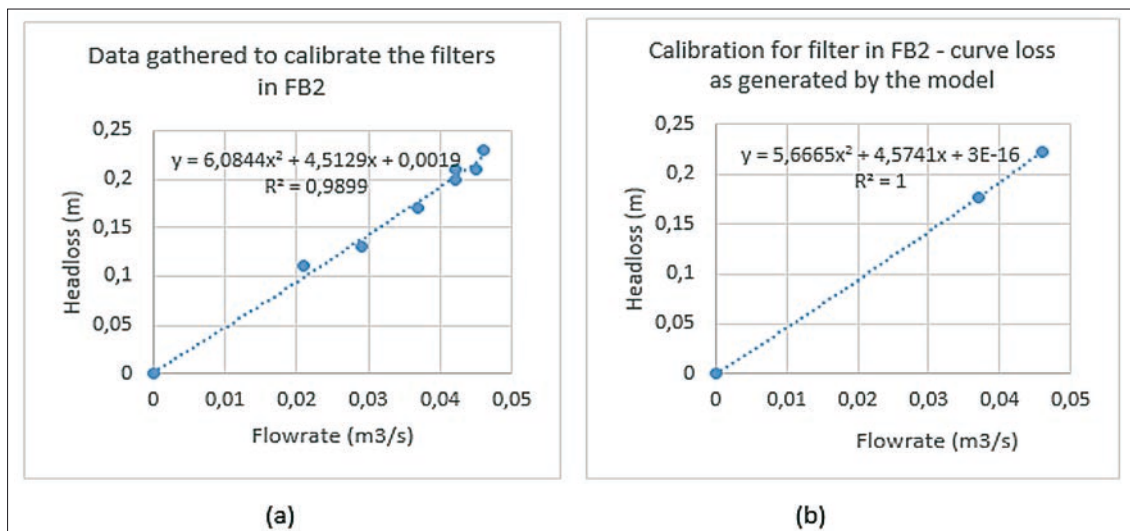 Data gathered to calibrate the filters
in FB2
0,25
y = 6,0844x² + 4,5129x + 0,0019
R² = 0,9899
0,2
0,15
0,1
0,05
0
Headloss (m)
0 0,01 0,02 0,03 0,04 0,05
Flowrate (m3/s)
(a)
Calibration for filter in FB2 - curve loss
as generated by the model
0,25
y = 5,6665x² + 4,5741x + 3E-16
R² = 1
0,2
0,15
0,1
0,05
0
Headloss (m)
0 0,01 0,02 0,03 0,04 0,05
Flowrate (m3/s)
(b)